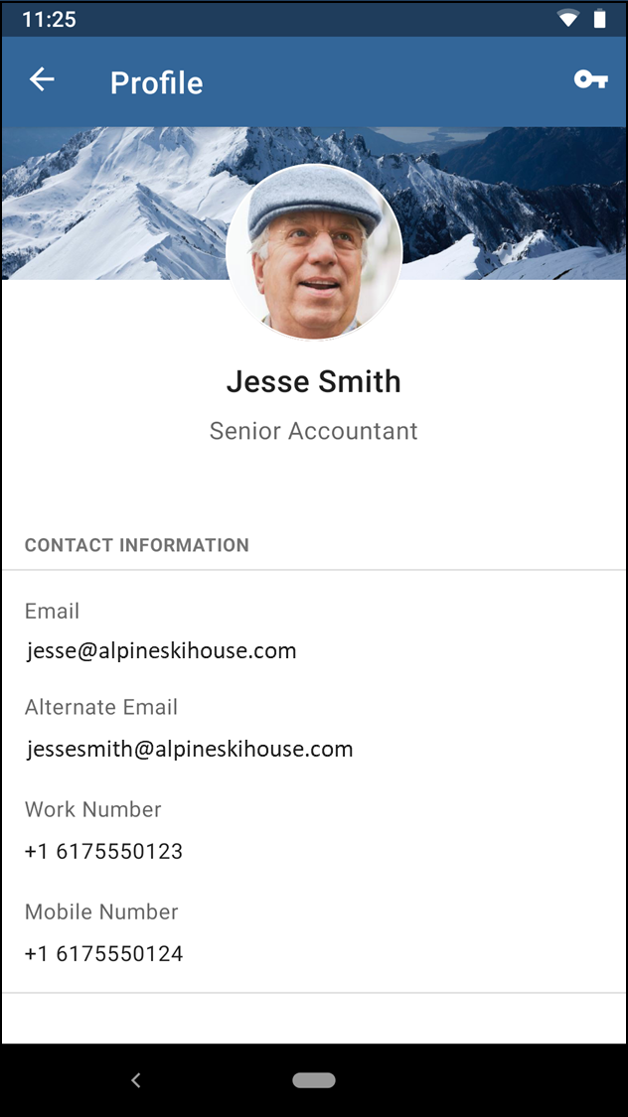 11:25
Profile
Jesse Smith
Senior Accountant
CONTACT INFORMATION
Email
jesse@alpineskihouse.com
Alternate Email
jessesmith@alpineskihouse.com
Work Number
+1 6175550123
Mobile Number
+1 6175550124